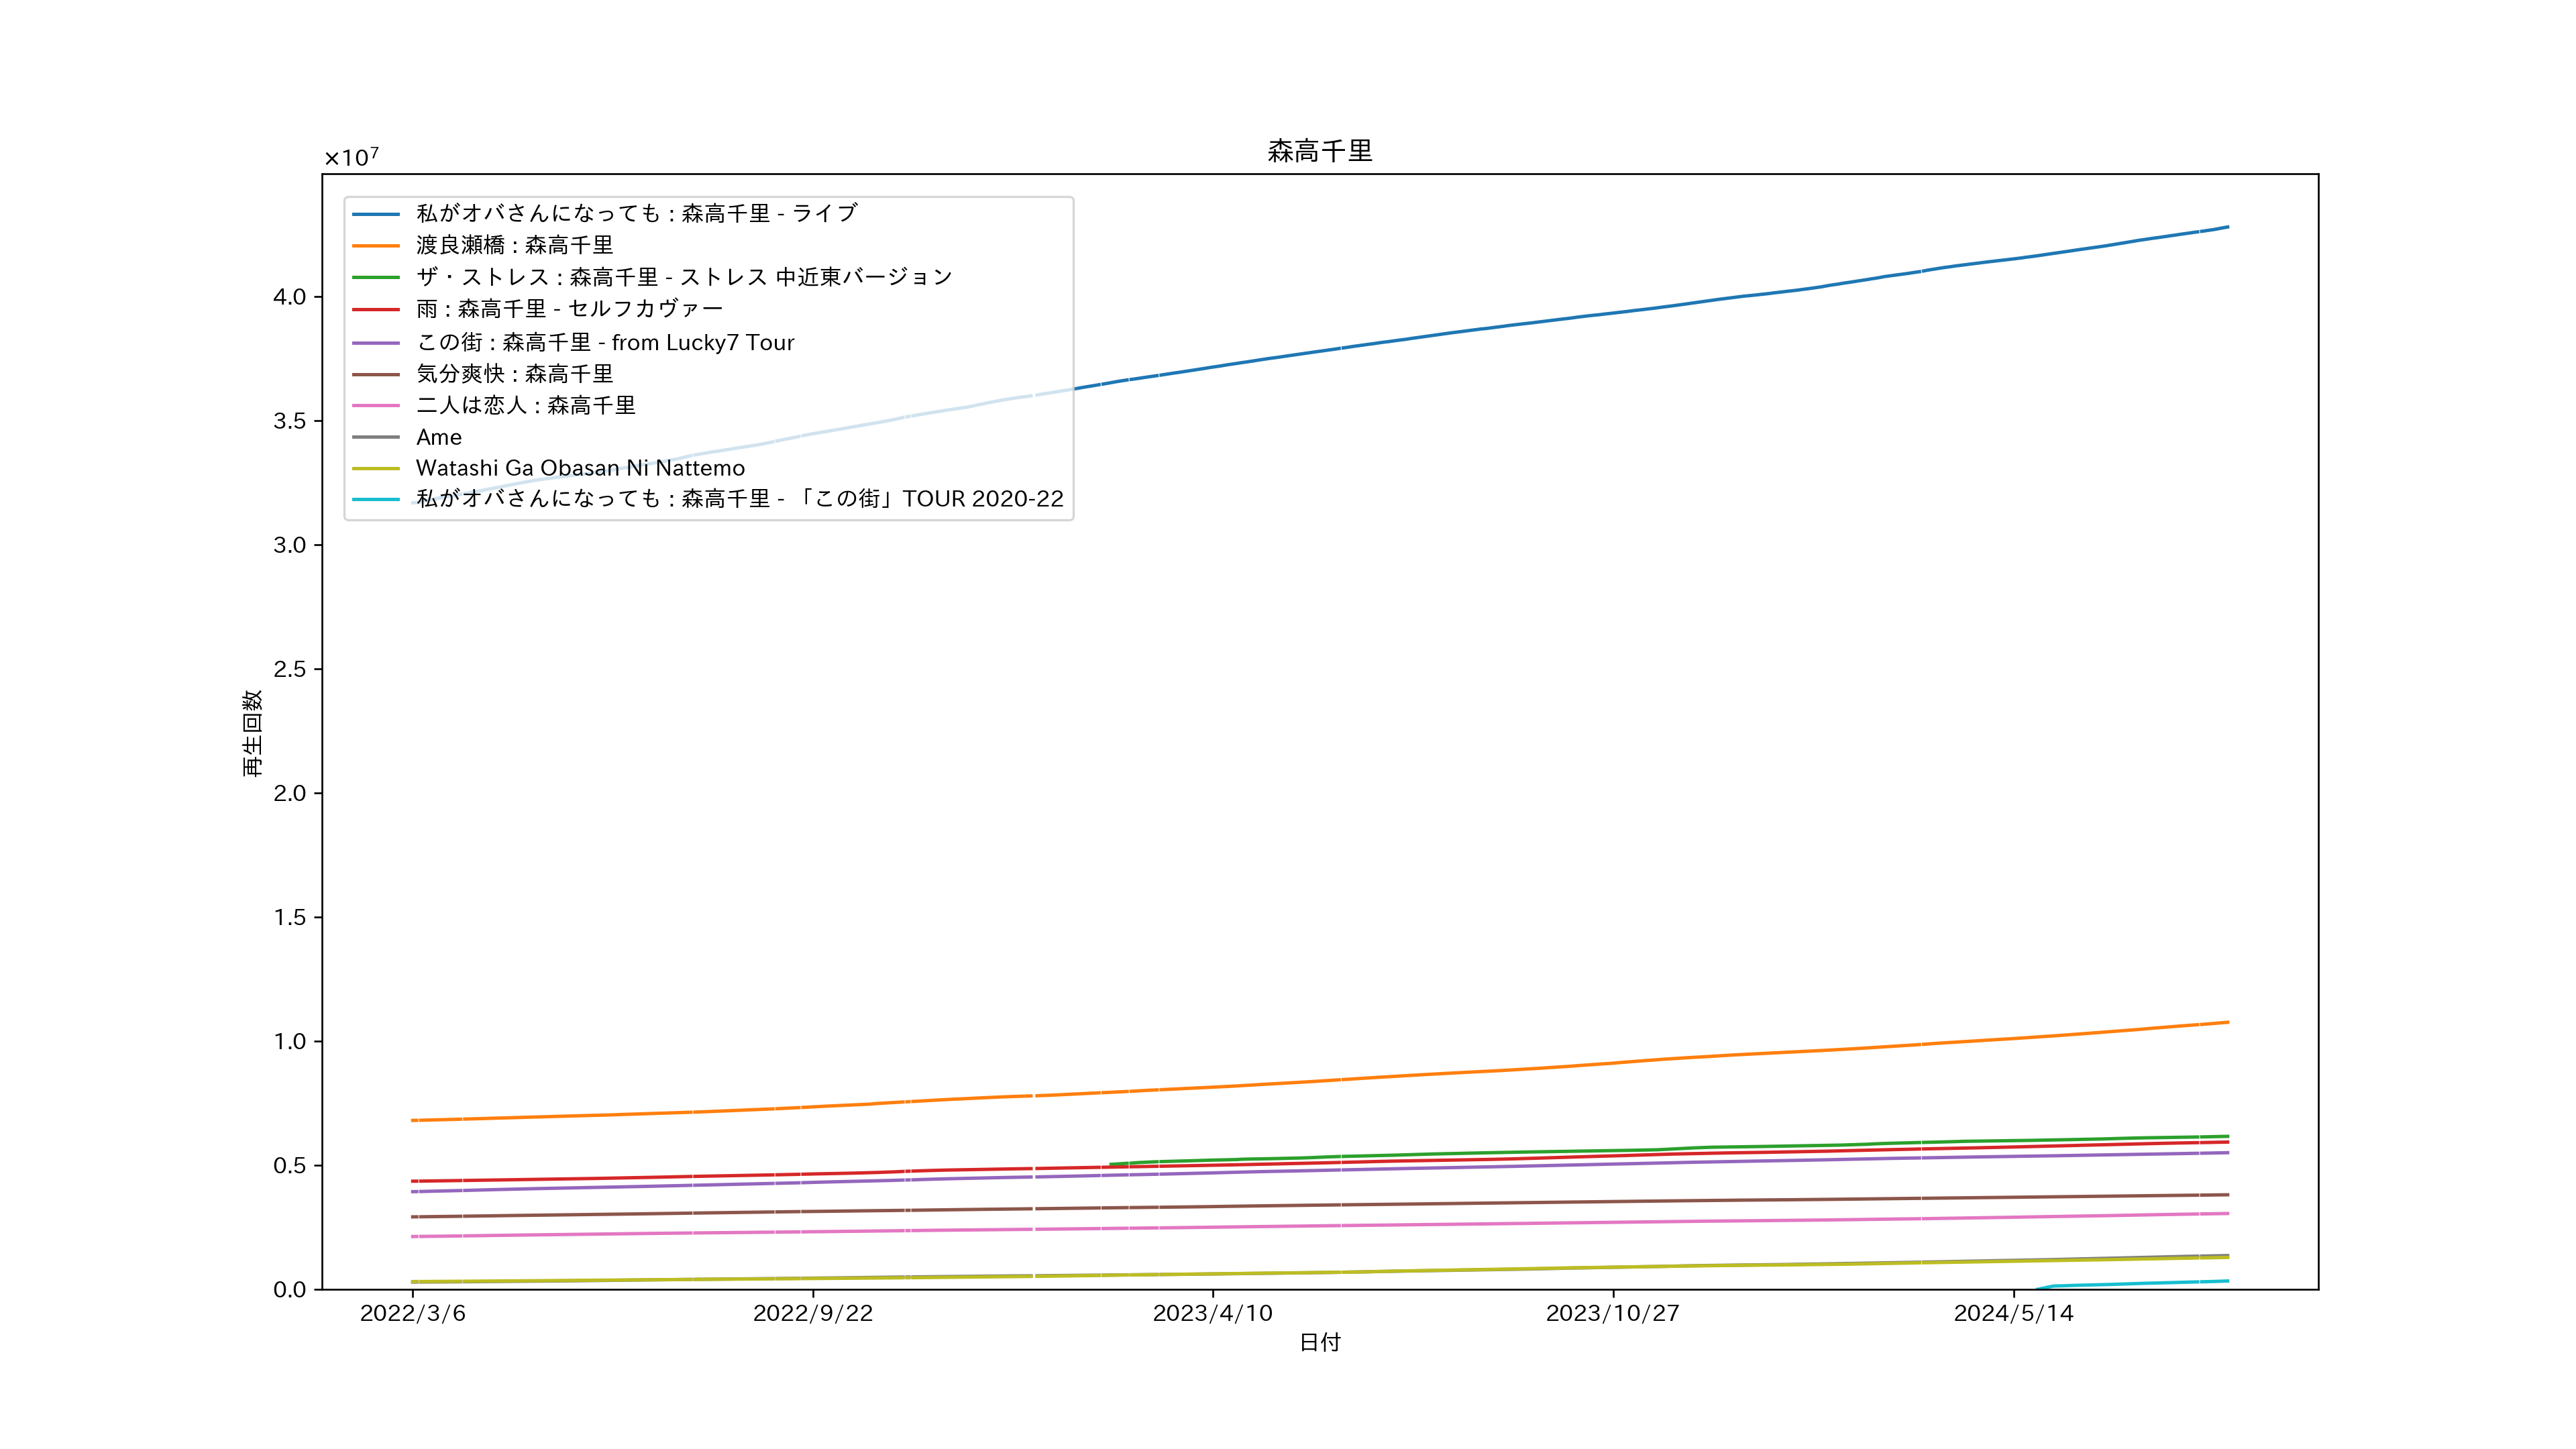 森高千里
×10⁷
私がオバさんになっても : 森高千里 - ライブ
渡良瀬橋 : 森高千里
ザ・ストレス : 森高千里 - ストレス 中近東バージョン
雨 : 森高千里 - セルフカヴァー
この街 : 森高千里 - from Lucky7 Tour
気分爽快 : 森高千里
二人は恋人 : 森高千里
Ame
Watashi Ga Obasan Ni Nattemo
私がオバさんになっても : 森高千里 - 「この街」TOUR 2020-22
4.0
3.5
3.0
2.5
2.0
1.5
1.0
0.5
0.0
再生回数
2022/3/6
2022/9/22
2023/4/10
2023/10/27
2024/5/14
日付